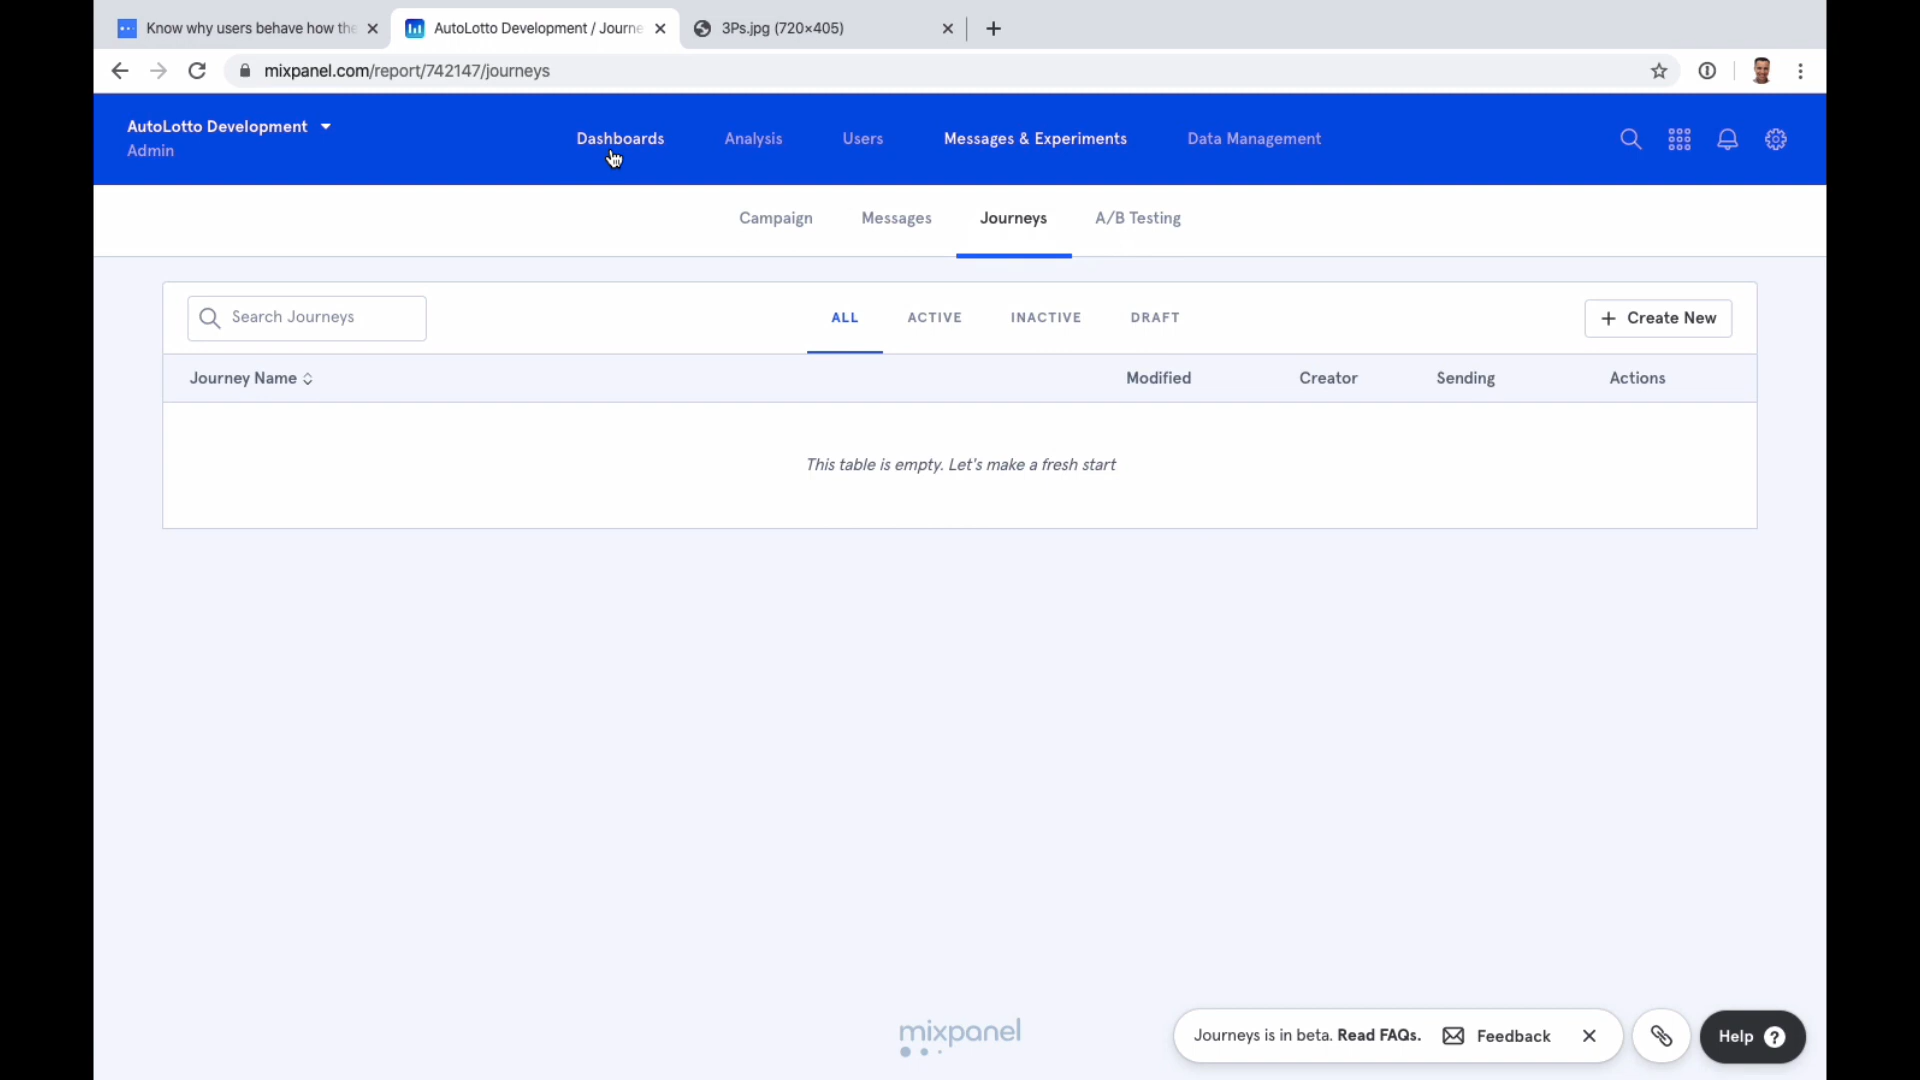 Know why users behave how the
AutoLotto Development / Journe
3Ps.jpg (720×405)
mixpanel.com/report/742147/journeys
AutoLotto Development
Admin
Dashboards
Analysis
Users
Messages & Experiments
Data Management
Campaign
Messages
Journeys
A/B Testing
Search Journeys
ALL
ACTIVE
INACTIVE
DRAFT
+ Create New
Journey Name
Modified
Creator
Sending
Actions
This table is empty. Let's make a fresh start
mixpanel
Journeys is in beta. Read FAQs.
Feedback
Help ?